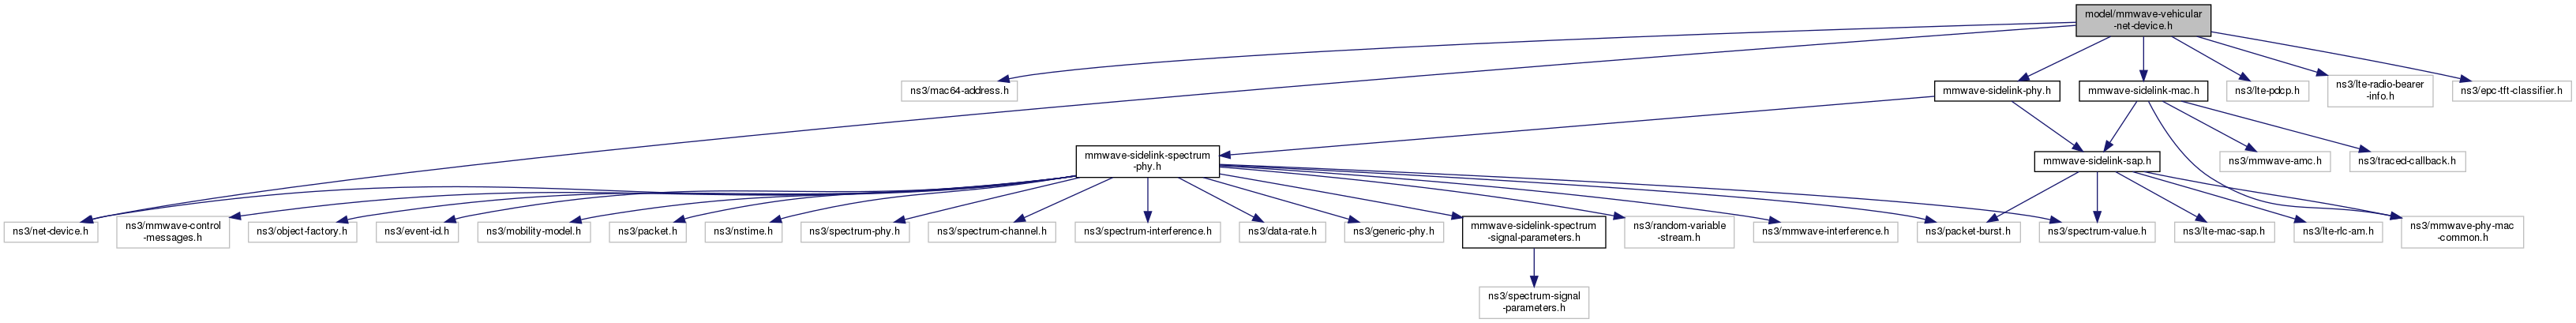 model/mmwave-vehicular
-net-device.h
ns3/mac64-address.h
mmwave-sidelink-phy.h
mmwave-sidelink-mac.h
ns3/lte-pdcp.h
ns3/lte-radio-bearer
-info.h
ns3/epc-tft-classifier.h
mmwave-sidelink-spectrum
-phy.h
mmwave-sidelink-sap.h
ns3/mmwave-amc.h
ns3/traced-callback.h
ns3/net-device.h
ns3/mmwave-control
-messages.h
ns3/object-factory.h
ns3/event-id.h
ns3/mobility-model.h
ns3/packet.h
ns3/nstime.h
ns3/spectrum-phy.h
ns3/spectrum-channel.h
ns3/spectrum-interference.h
ns3/data-rate.h
ns3/generic-phy.h
mmwave-sidelink-spectrum
-signal-parameters.h
ns3/random-variable
-stream.h
ns3/mmwave-interference.h
ns3/packet-burst.h
ns3/spectrum-value.h
ns3/lte-mac-sap.h
ns3/lte-rlc-am.h
ns3/mmwave-phy-mac
-common.h
ns3/spectrum-signal
-parameters.h